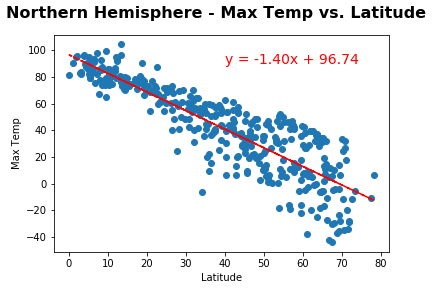 Northern Hemisphere - Max Temp vs. Latitude
y = -1.40x + 96.74
Max Temp
100
80
60
40
20
0
−20
−40
0 10 20 30 40 50 60 70 80
Latitude